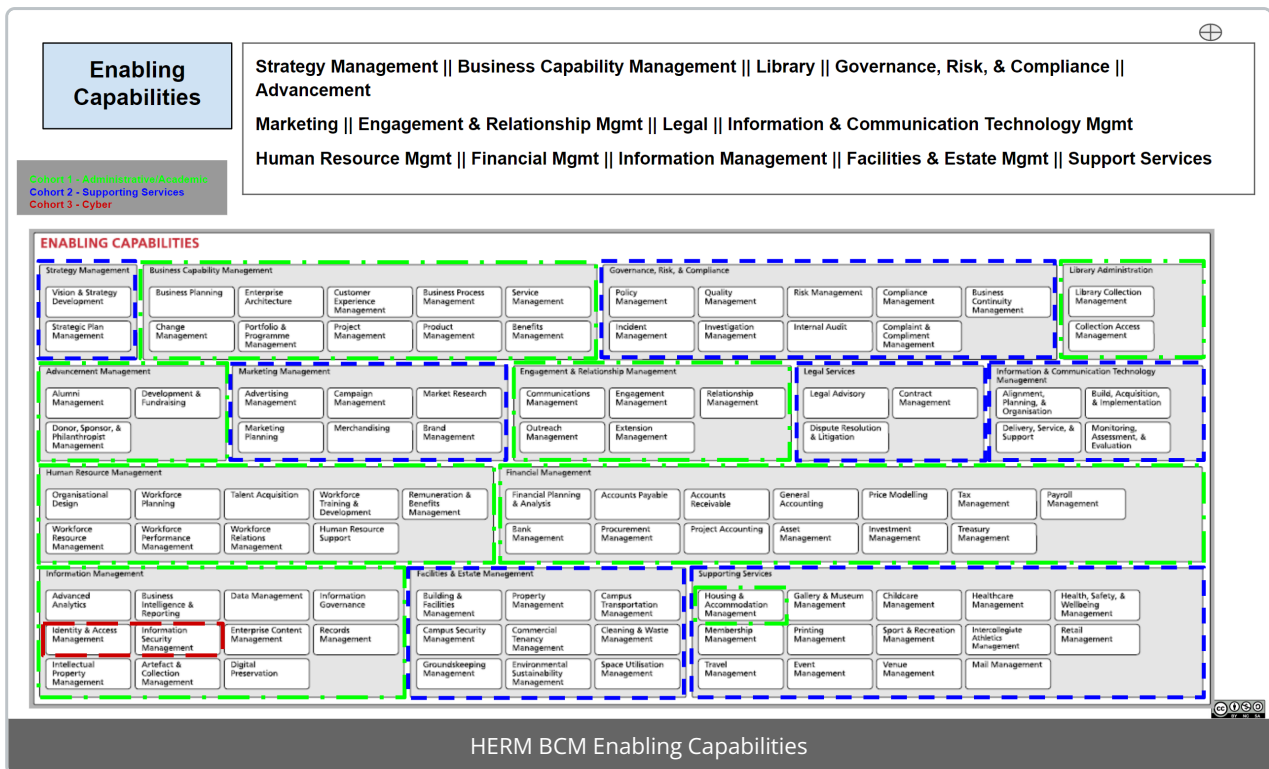 Enabling
Capabilities
Strategy Management || Business Capability Management || Library || Governance, Risk, & Compliance ||
Advancement
Marketing || Engagement & Relationship Mgmt || Legal || Information & Communication Technology Mgmt
Human Resource Mgmt || Financial Mgmt || Information Management || Facilities & Estate Mgmt || Support Services
Cohort 1 - Administrative/Academic
Cohort 2 - Supporting Services
Cohort 3 - Cyber
ENABLING CAPABILITIES
Strategy Management
Vision & Strategy
Development
Strategic Plan
Management
Business Capability Management
Business Planning
Enterprise
Architecture
Customer
Experience
Management
Business Process
Management
Service
Management
Change
Management
Portfolio &
Programme
Management
Project
Management
Product
Management
Benefits
Management
Governance, Risk, & Compliance
Policy
Management
Quality
Management
Risk Management
Compliance
Management
Business
Continuity
Management
Incident
Management
Investigation
Management
Internal Audit
Complaint &
Compliment
Management
Library Administration
Library Collection
Management
Collection Access
Management
Advancement Management
Alumni
Management
Development &
Fundraising
Donor, Sponsor, &
Philanthropist
Management
Marketing Management
Advertising
Management
Campaign
Management
Market Research
Marketing
Planning
Merchandising
Brand
Management
Engagement & Relationship Management
Communications
Management
Engagement
Management
Relationship
Management
Outreach
Management
Extension
Management
Legal Services
Legal Advisory
Contract
Management
Dispute Resolution
& Litigation
Information & Communication Technology
Management
Alignment,
Planning, &
Organisation
Build, Acquisition,
& Implementation
Delivery, Service, &
Support
Monitoring,
Assessment, &
Evaluation
Human Resource Management
Organisational
Design
Workforce
Planning
Talent Acquisition
Workforce
Training &
Development
Remuneration &
Benefits
Management
Workforce
Resource
Management
Workforce
Performance
Management
Workforce
Relations
Management
Human Resource
Support
Financial Management
Financial Planning
& Analysis
Accounts Payable
Accounts
Receivable
General
Accounting
Price Modelling
Tax
Management
Payroll
Management
Bank
Management
Procurement
Management
Project Accounting
Asset
Management
Investment
Management
Treasury
Management
Information Management
Advanced
Analytics
Business
Intelligence &
Reporting
Data Management
Information
Governance
Identity & Access
Management
Information
Security
Management
Enterprise Content
Management
Records
Management
Intellectual
Property
Management
Artefact &
Collection
Management
Digital
Preservation
Facilities & Estate Management
Building &
Facilities
Management
Property
Management
Campus
Transportation
Management
Campus Security
Management
Commercial
Tenancy
Management
Cleaning & Waste
Management
Groundskeeping
Management
Environmental
Sustainability
Management
Space Utilisation
Management
Supporting Services
Housing &
Accommodation
Management
Gallery & Museum
Management
Childcare
Management
Healthcare
Management
Health, Safety, &
Wellbeing
Management
Membership
Management
Printing
Management
Sport & Recreation
Management
Intercollegiate
Athletics
Management
Retail
Management
Travel
Management
Event
Management
Venue
Management
Mail Management
BY NC SA
HERM BCM Enabling Capabilities